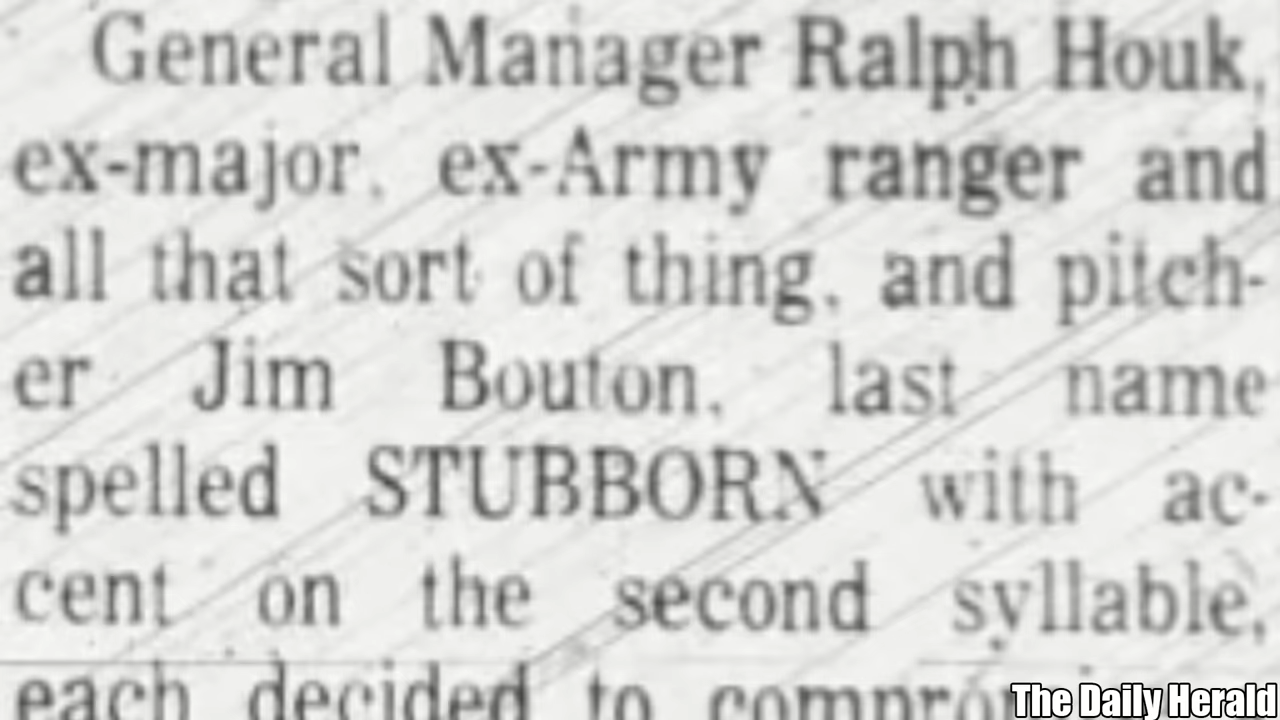 General Manager Ralph Houk,
ex-major, ex-Army ranger and
all that sort of thing, and pitch-
er Jim Bouton, last name
spelled STUBBORN with ac-
cent on the second syllable,
each decided to
The Daily Herald